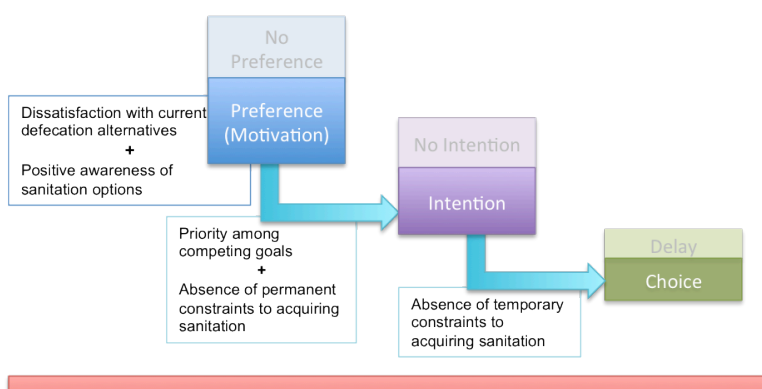 No
Preference
Preference
(Motivation)
Dissatisfaction with current
defecation alternatives
+
Positive awareness of
sanitation options
No Intention
Intention
Priority among
competing goals
+
Absence of permanent
constraints to acquiring
sanitation
Delay
Choice
Absence of temporary
constraints to
acquiring sanitation